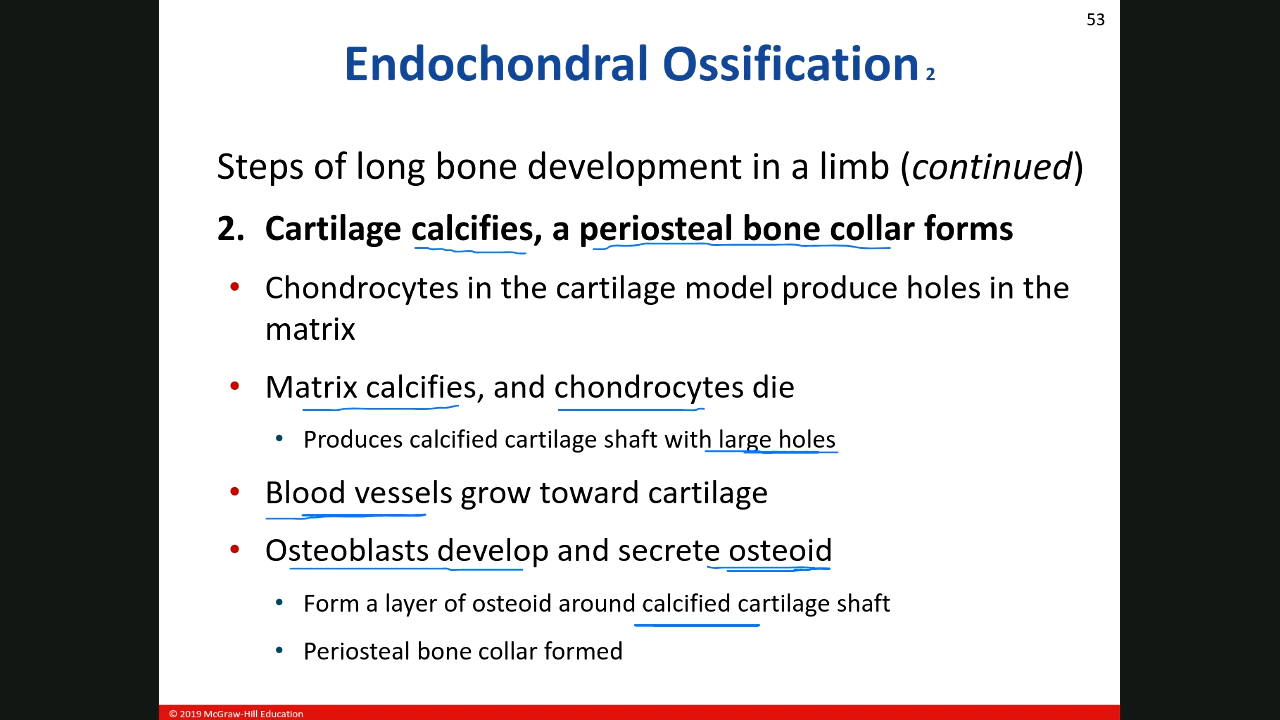 53
Endochondral Ossification 2
Steps of long bone development in a limb (continued)
2. Cartilage calcifies, a periosteal bone collar forms
• Chondrocytes in the cartilage model produce holes in the
matrix
• Matrix calcifies, and chondrocytes die
• Produces calcified cartilage shaft with large holes
• Blood vessels grow toward cartilage
• Osteoblasts develop and secrete osteoid
• Form a layer of osteoid around calcified cartilage shaft
• Periosteal bone collar formed
© 2019 McGraw-Hill Education